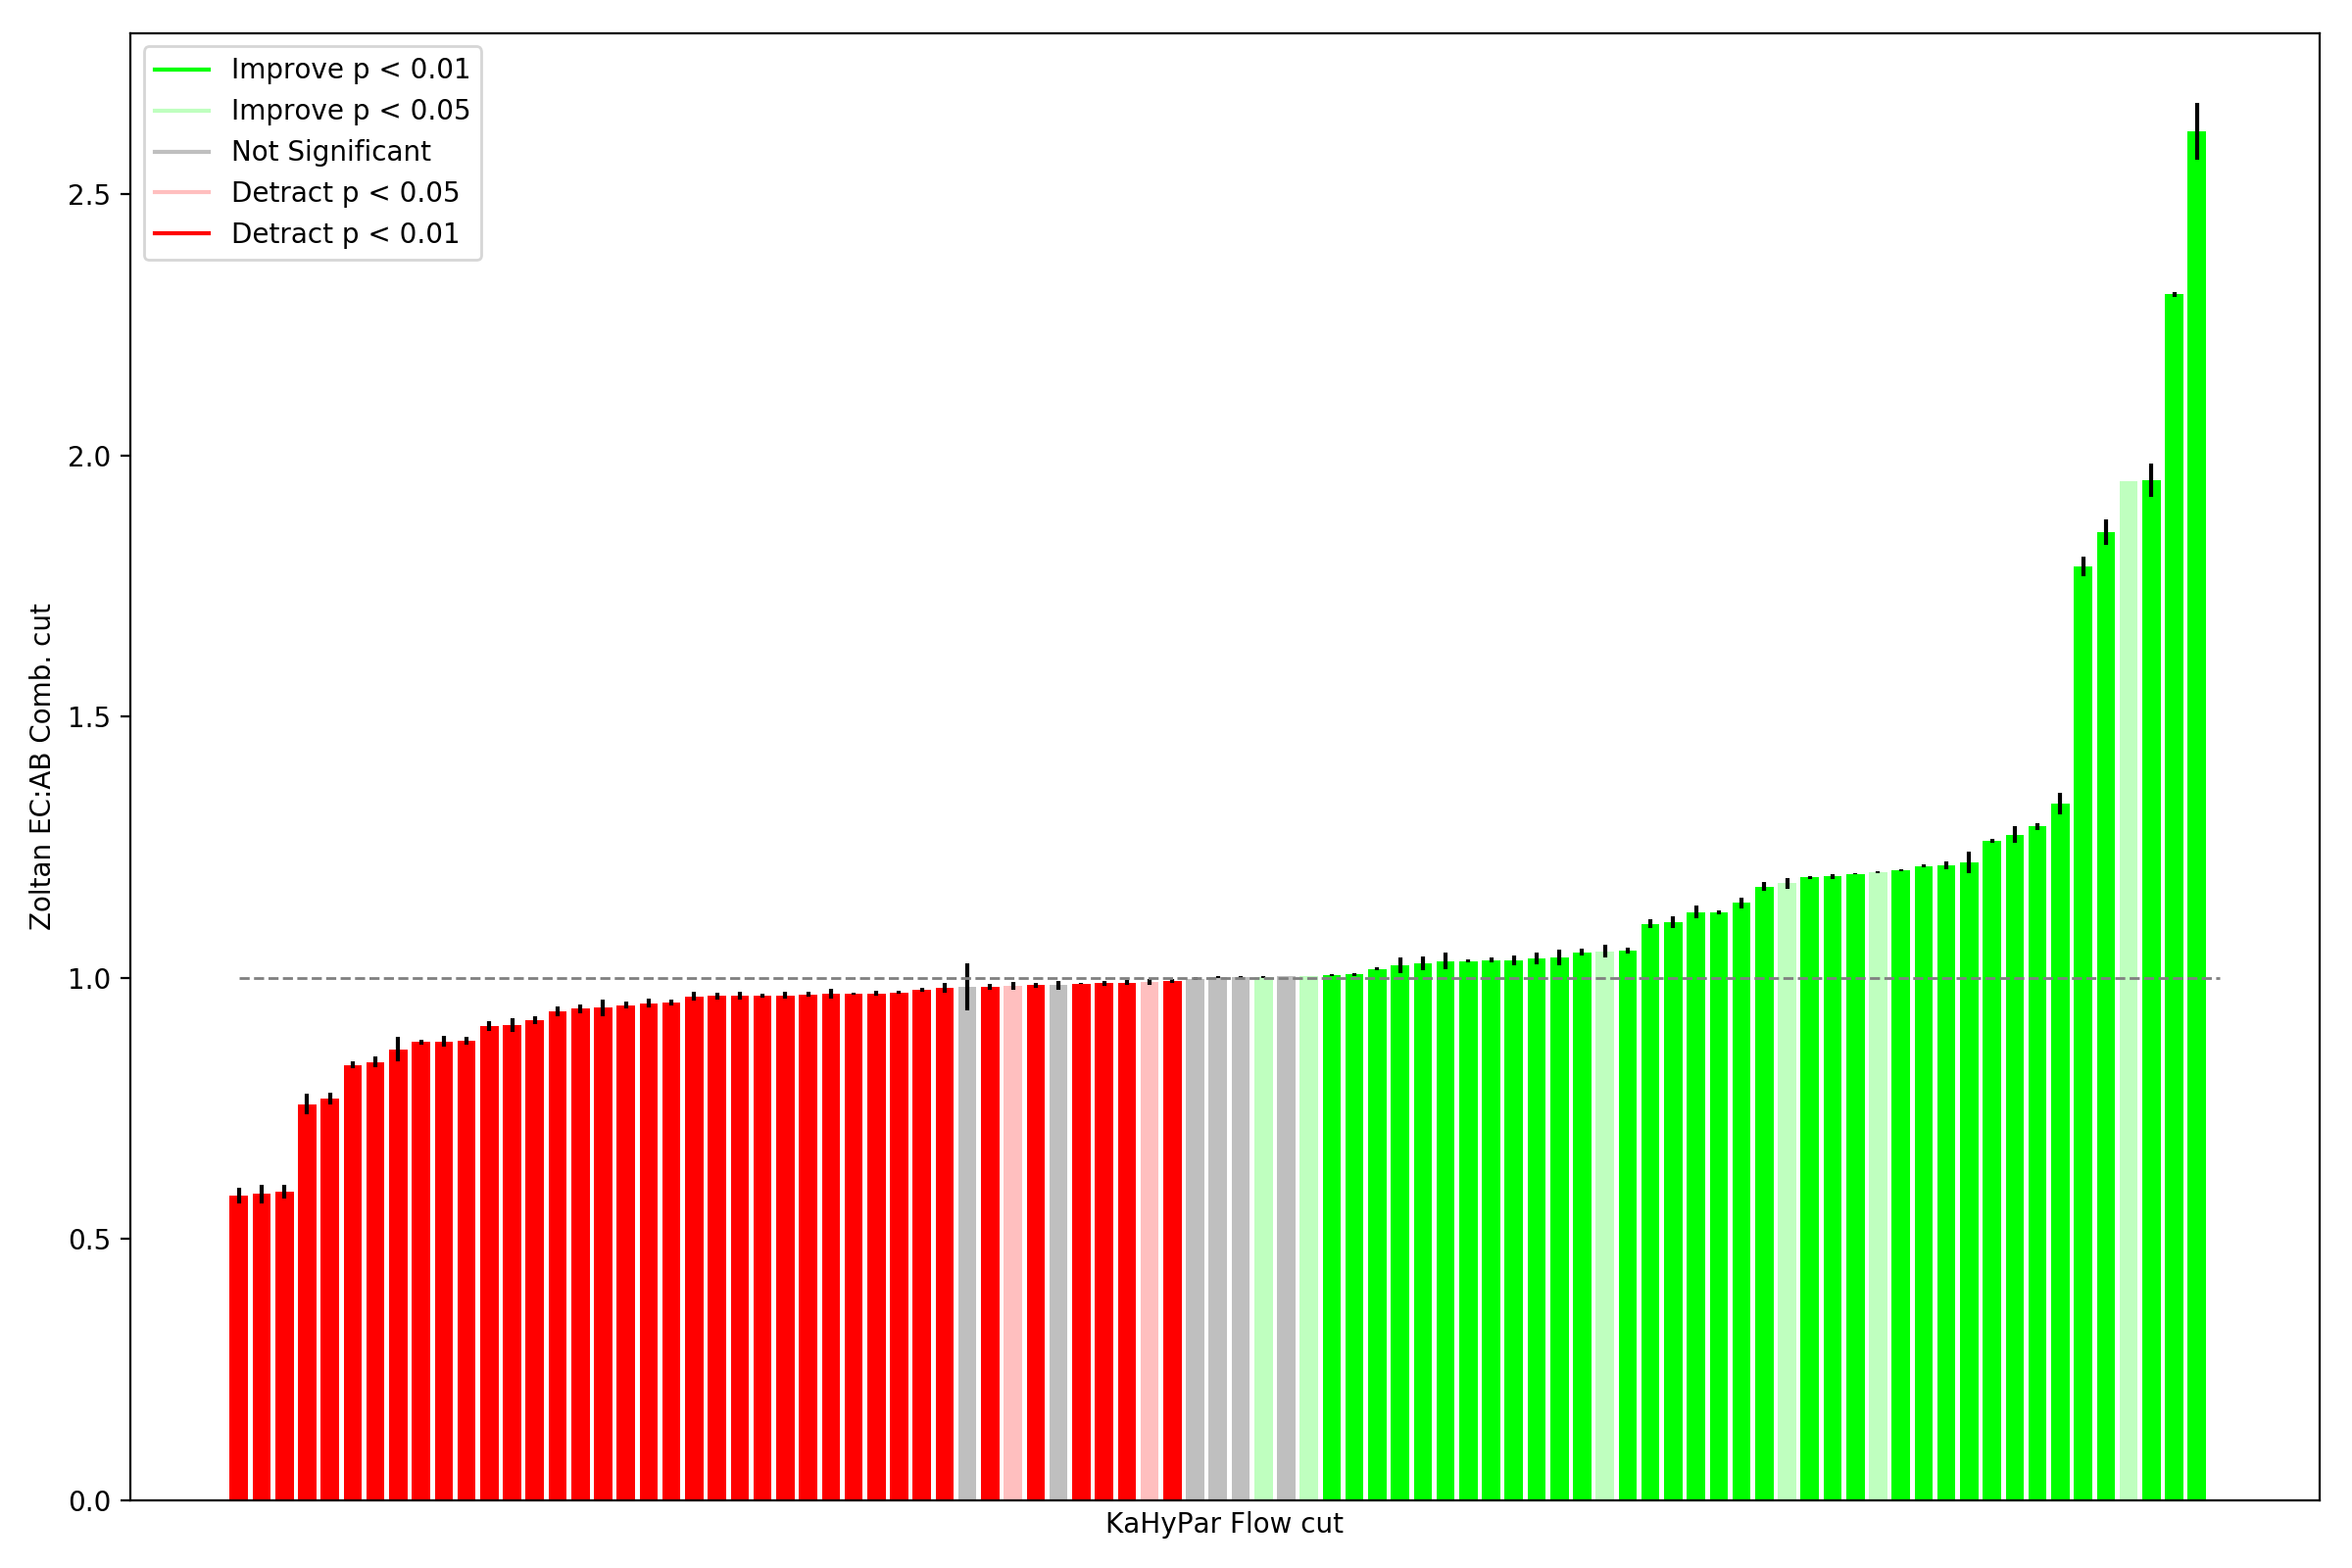 Improve p < 0.01
Improve p < 0.05
Not Significant
Detract p < 0.05
Detract p < 0.01
2.5
2.0
1.5
1.0
0.5
0.0
Zoltan EC:AB Comb. cut
KaHyPar Flow cut